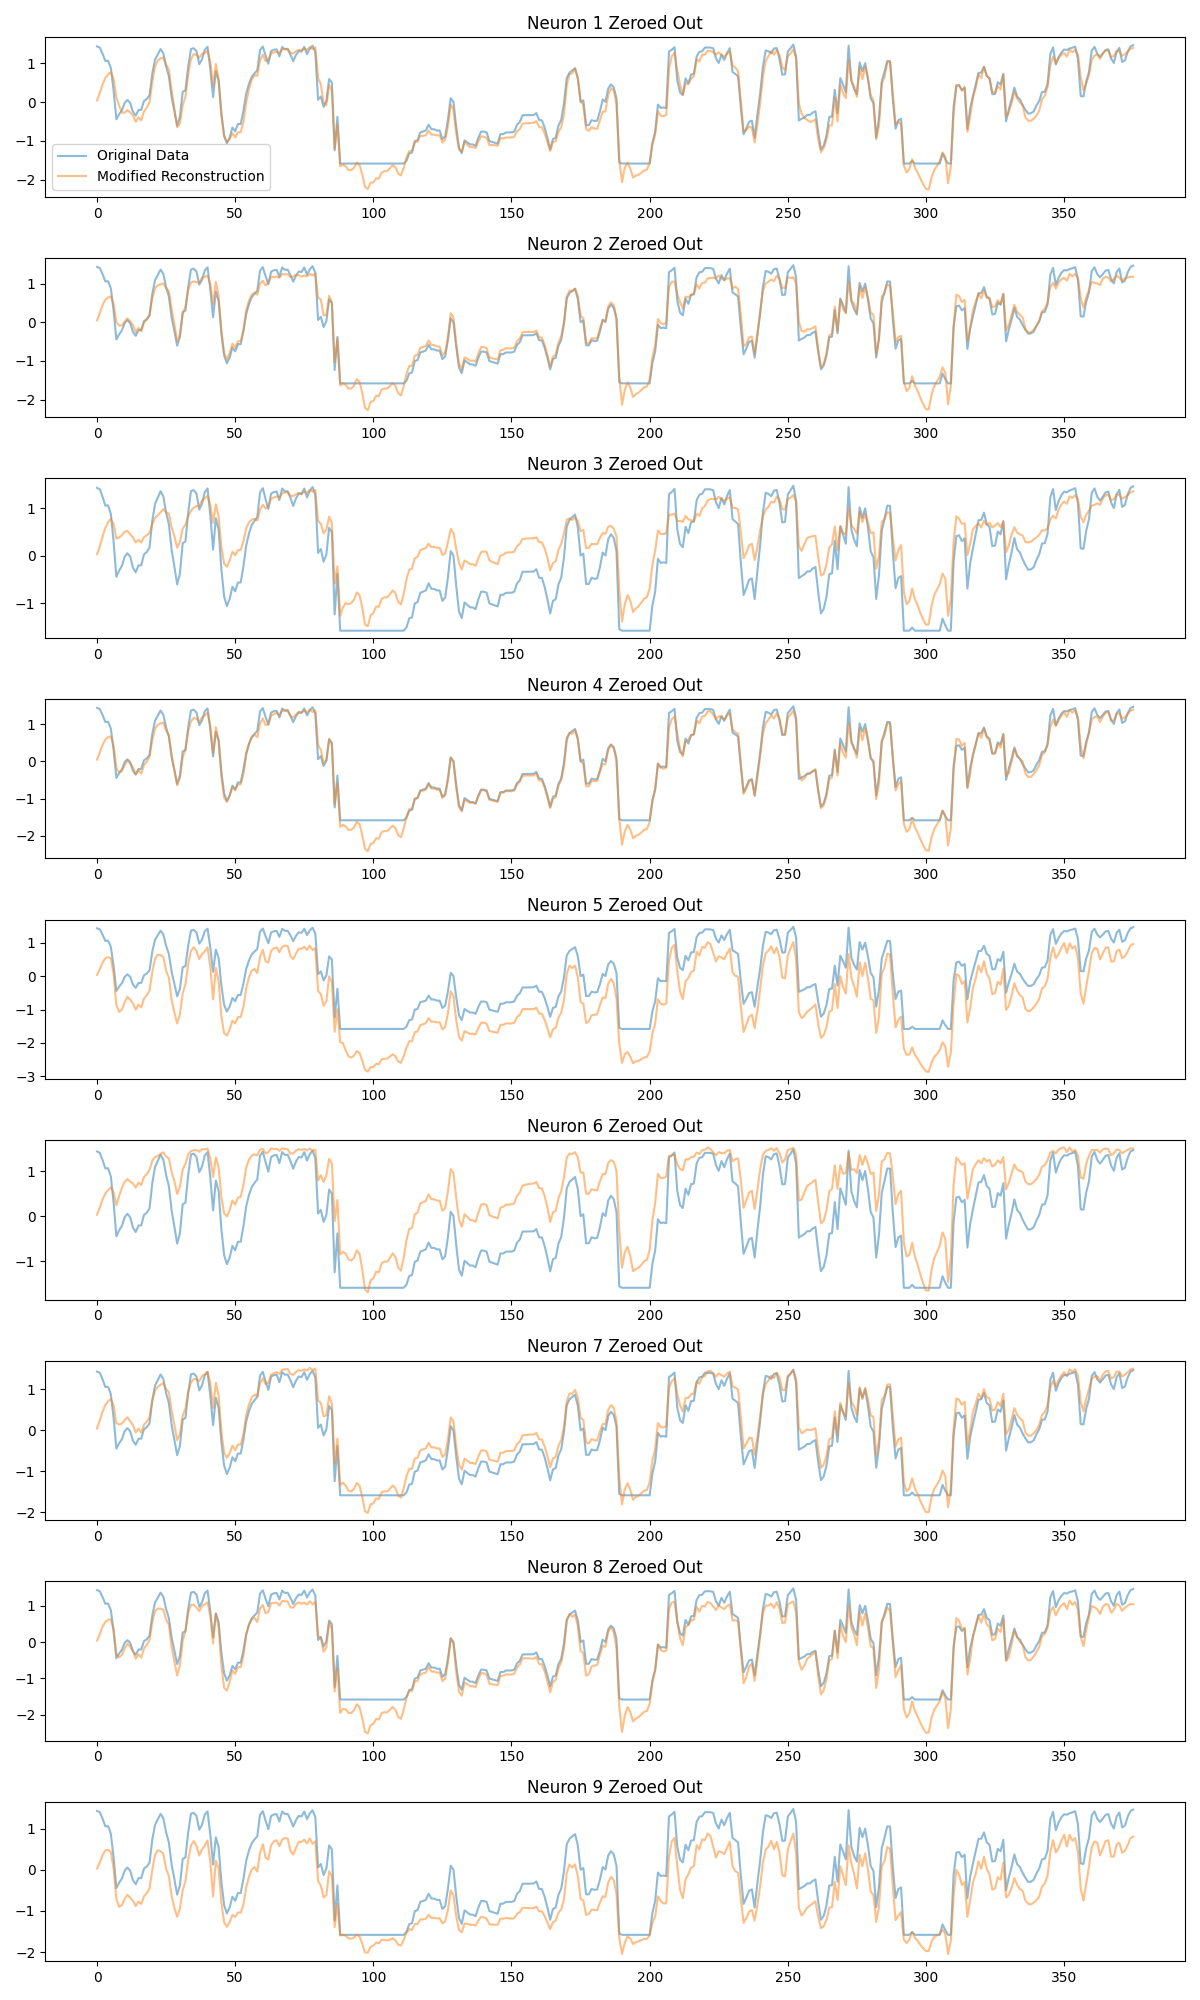 Neuron 1 Zeroed Out
1
0
−1
−2
Original Data
Modified Reconstruction
0 50 100 150 200 250 300 350
Neuron 2 Zeroed Out
1
0
−1
−2
0 50 100 150 200 250 300 350
Neuron 3 Zeroed Out
1
0
−1
0 50 100 150 200 250 300 350
Neuron 4 Zeroed Out
1
0
−1
−2
0 50 100 150 200 250 300 350
Neuron 5 Zeroed Out
1
0
−1
−2
−3
0 50 100 150 200 250 300 350
Neuron 6 Zeroed Out
1
0
−1
0 50 100 150 200 250 300 350
Neuron 7 Zeroed Out
1
0
−1
−2
0 50 100 150 200 250 300 350
Neuron 8 Zeroed Out
1
0
−1
−2
0 50 100 150 200 250 300 350
Neuron 9 Zeroed Out
1
0
−1
−2
0 50 100 150 200 250 300 350